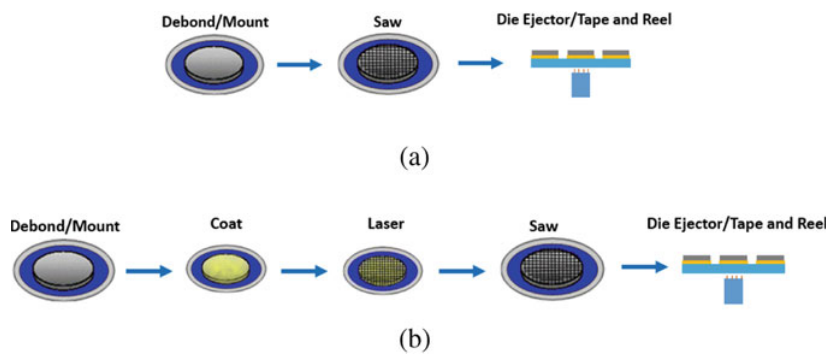 Debond/Mount
Saw
Die Ejector/Tape and Reel
(a)
Debond/Mount
Coat
Laser
Saw
Die Ejector/Tape and Reel
(b)